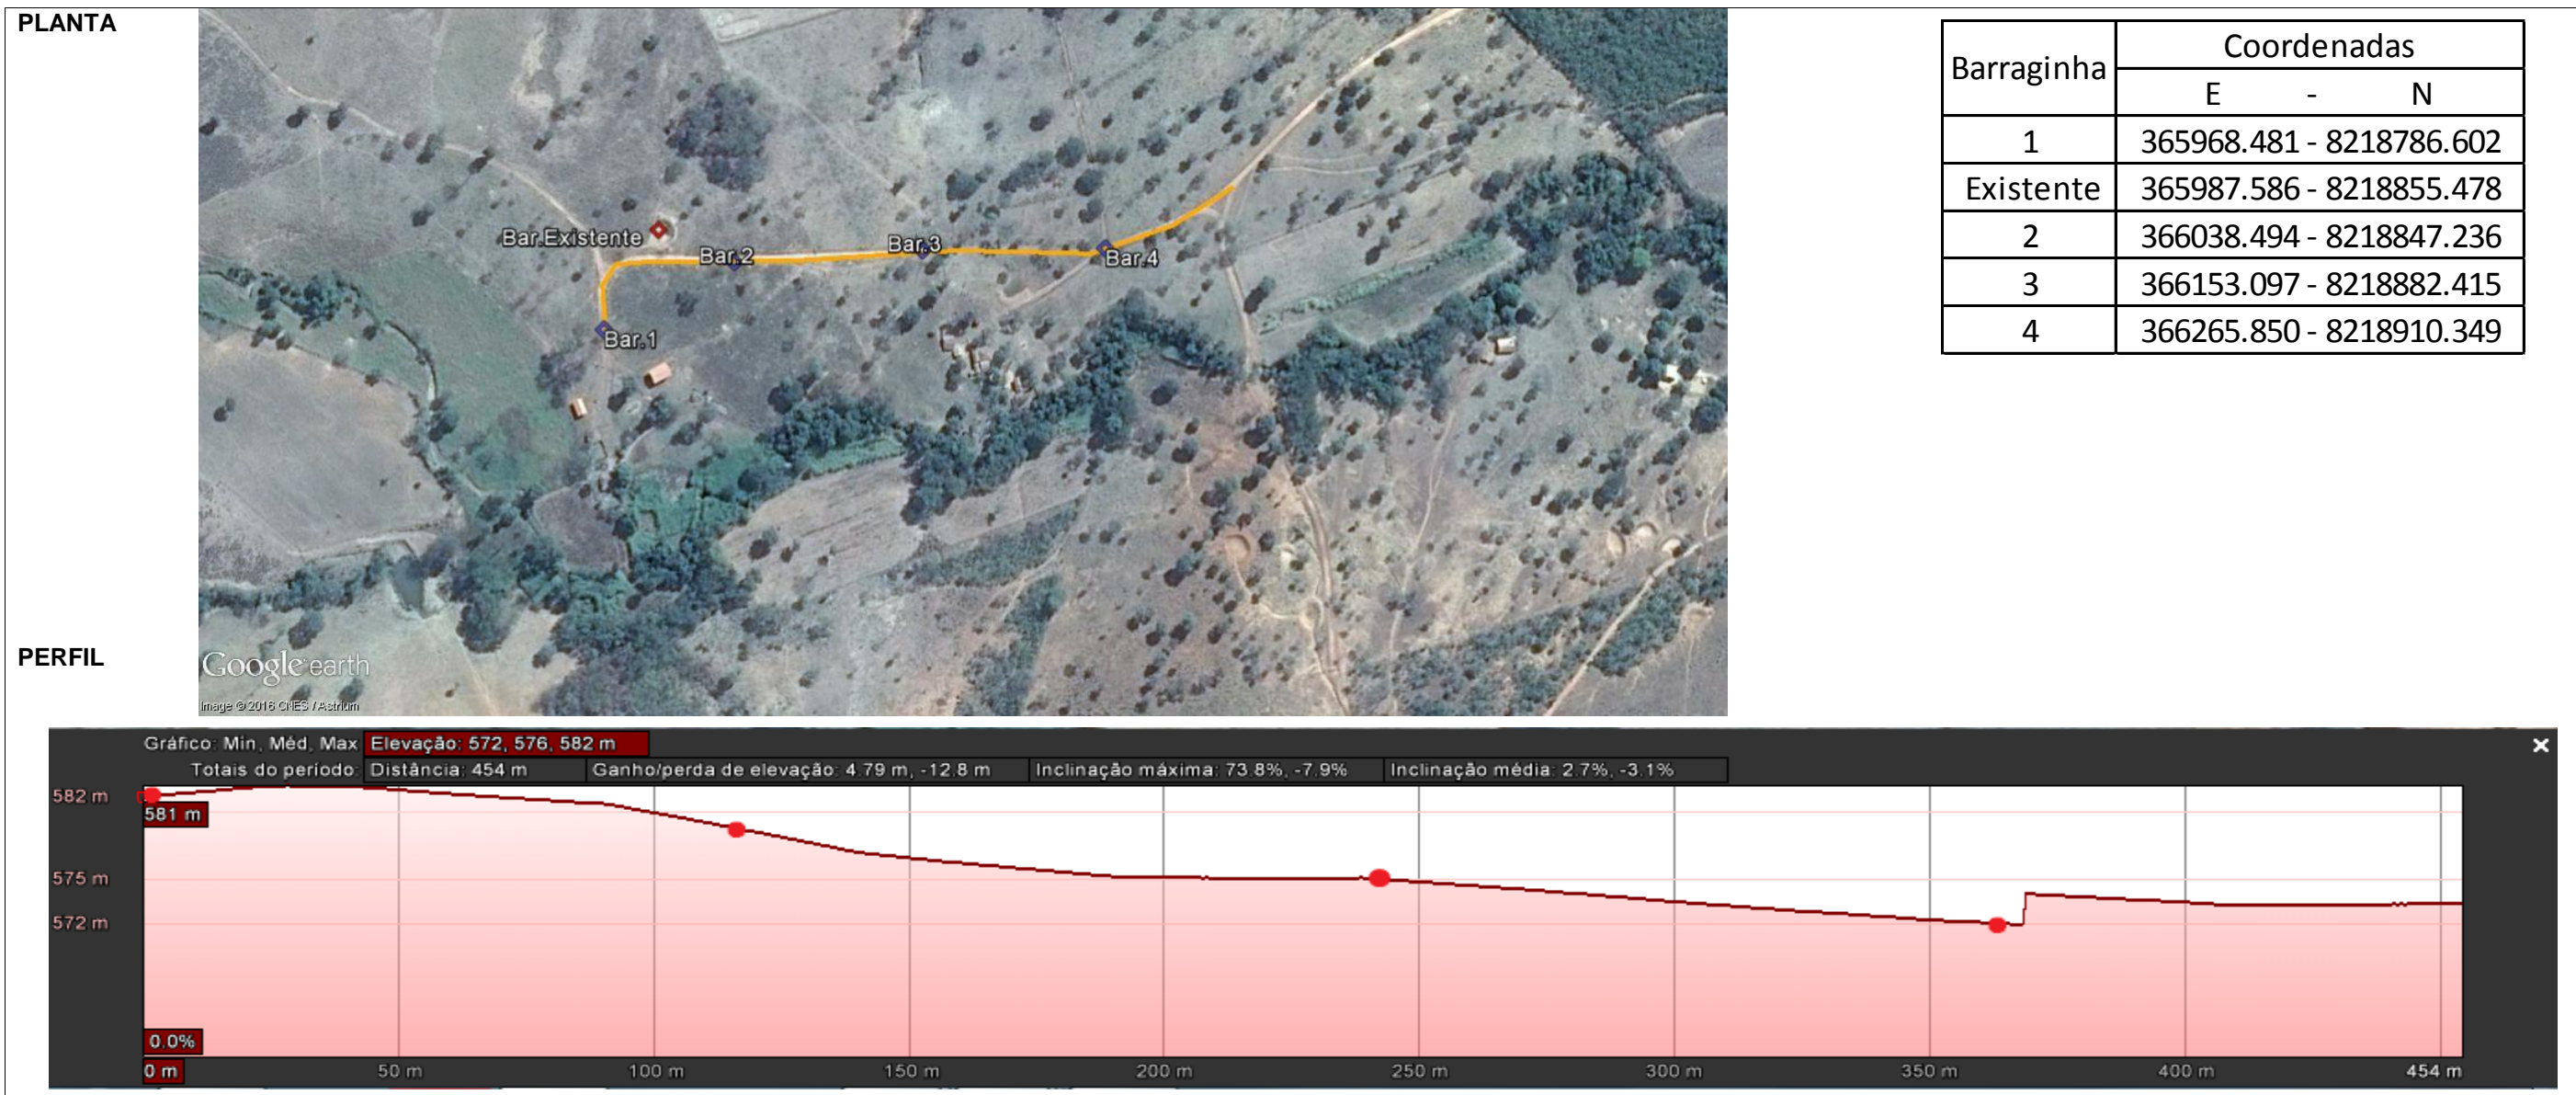 PLANTA
Barraginha
Coordenadas
E - N
1 365968.481 - 8218786.602
Existente 365987.586 - 8218855.478
2 366038.494 - 8218847.236
3 366153.097 - 8218882.415
4 366265.850 - 8218910.349
Bar.Existente
Bar.2
Bar.3
Bar.4
Bar.1
PERFIL
Google earth
Image © 2016 CNES / Astrium
Gráfico: Min, Méd, Max Elevação: 572, 576, 582 m
Totais do período: Distância: 454 m Ganho/perda de elevação: 4.79 m, -12.8 m Inclinação máxima: 73.8%, -7.9% Inclinação média: 2.7%, -3.1%
582 m
581 m
575 m
572 m
0.0%
0 m 50 m 100 m 150 m 200 m 250 m 300 m 350 m 400 m 454 m